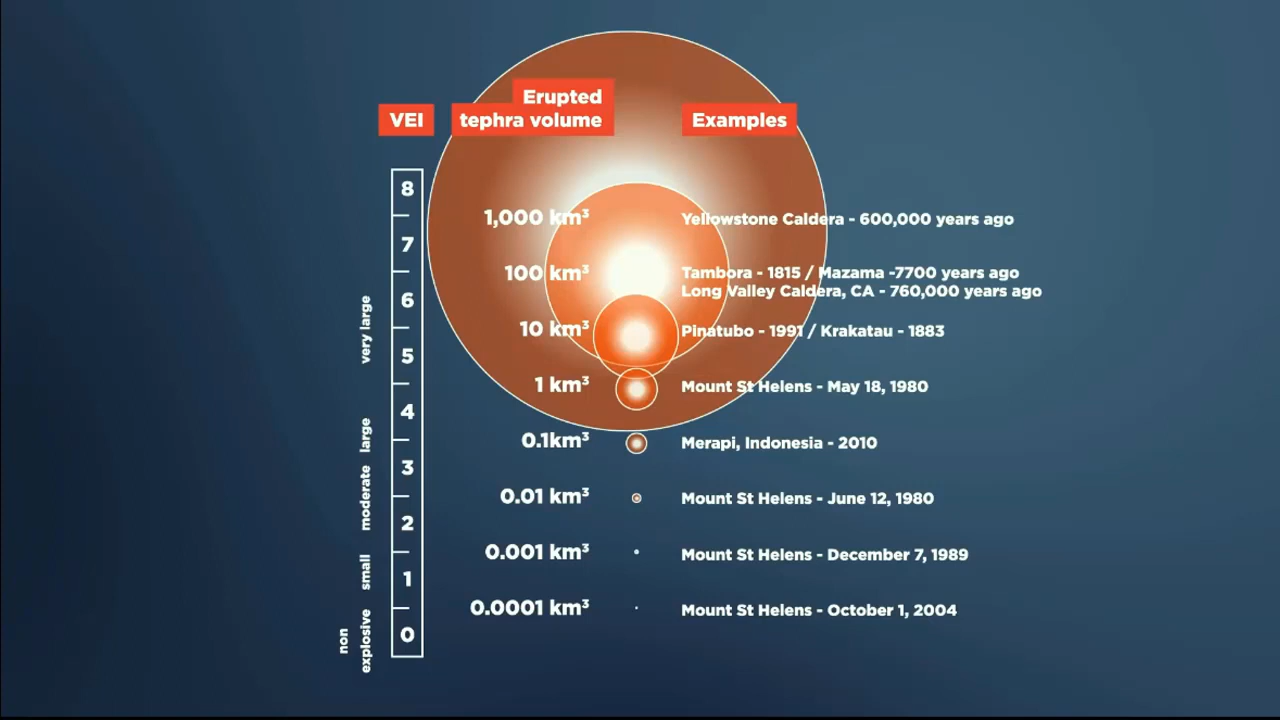 Erupted
VEI
tephra volume
Examples
8
1,000 km³
Yellowstone Caldera - 600,000 years ago
7
100 km³
Tambora - 1815 / Mazama -7700 years ago
Long Valley Caldera, CA - 760,000 years ago
6
very large
10 km³
Pinatubo - 1991 / Krakatau - 1883
5
1 km³
Mount St Helens - May 18, 1980
4
large
0.1km³
Merapi, Indonesia - 2010
3
moderate
0.01 km³
Mount St Helens - June 12, 1980
2
0.001 km³
Mount St Helens - December 7, 1989
small
1
0.0001 km³
Mount St Helens - October 1, 2004
non
explosive
0